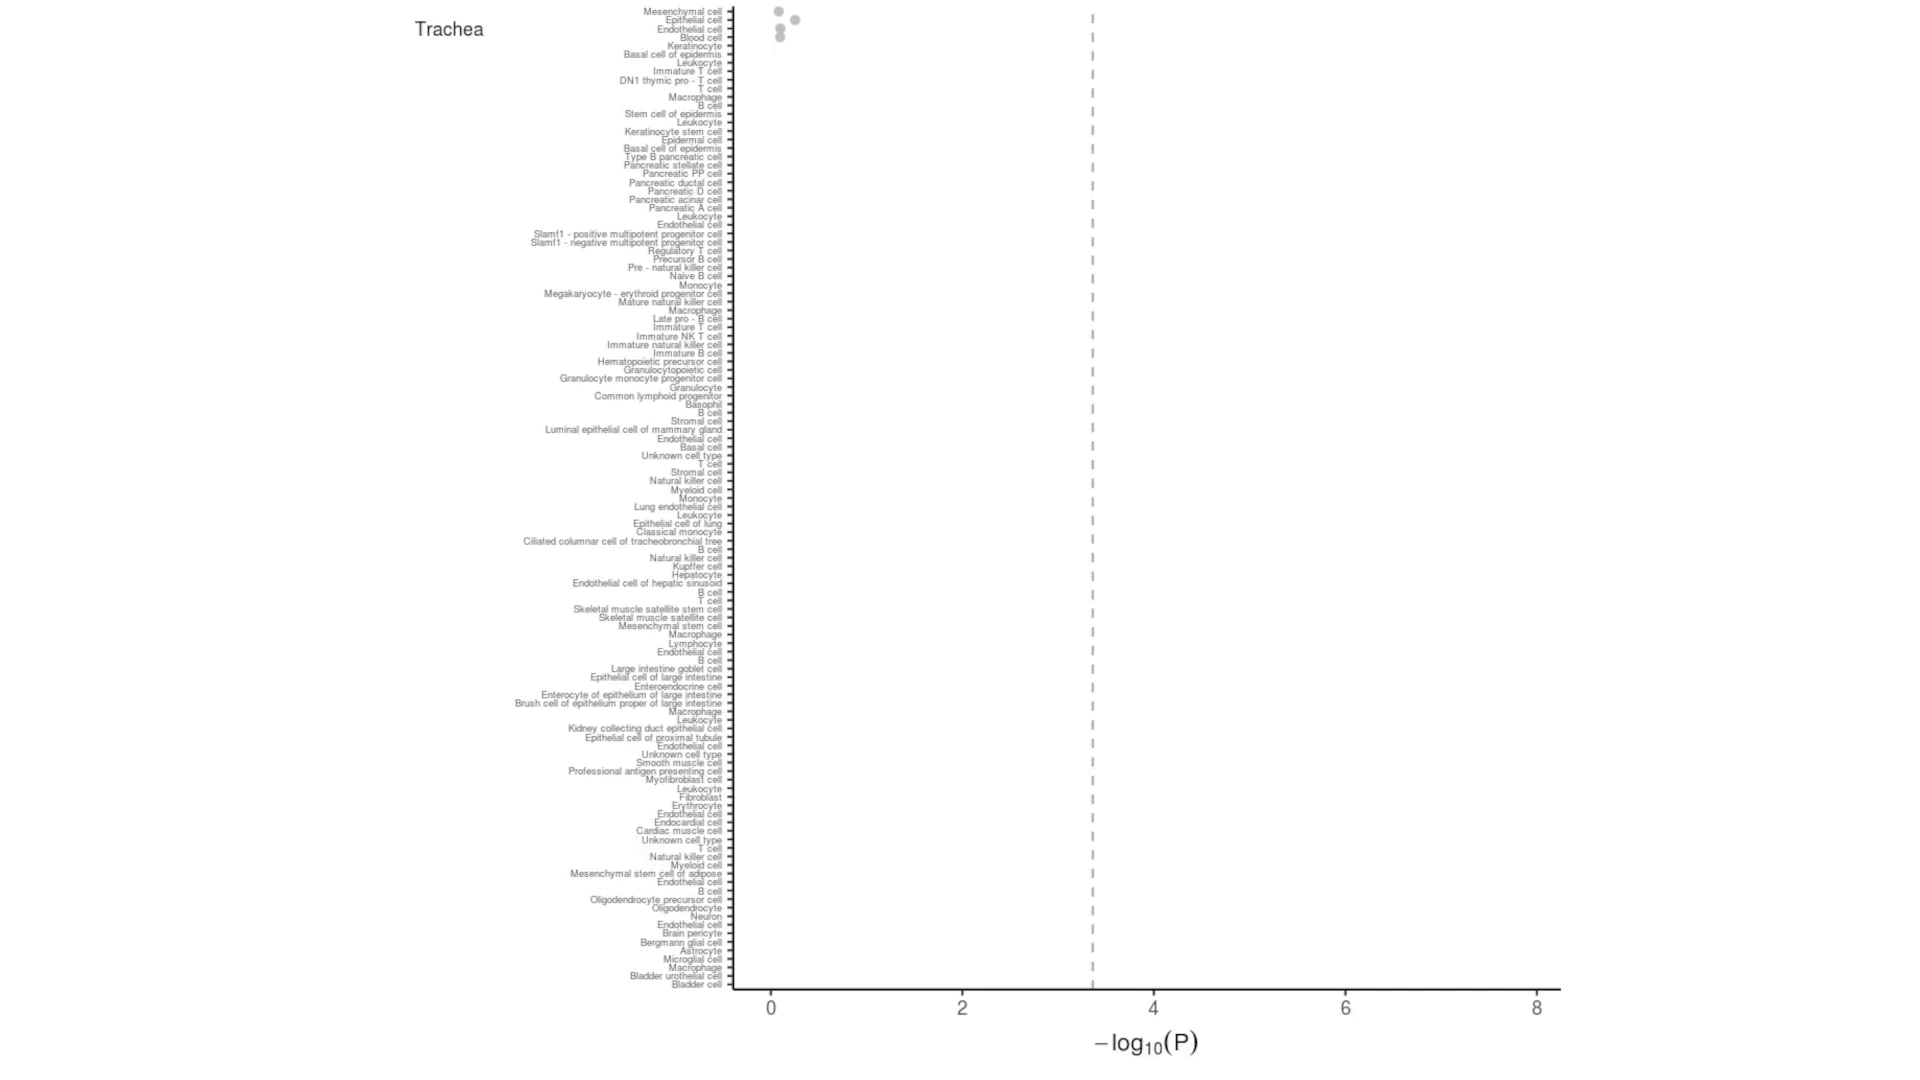 Trachea
Mesenchymal cell
Epithelial cell
Endothelial cell
Blood cell
Keratinocyte
Basal cell of epidermis
Leukocyte
Immature T cell
DN1 thymic pro - T cell
T cell
Macrophage
B cell
Stem cell of epidermis
Leukocyte
Keratinocyte stem cell
Epidermal cell
Basal cell of epidermis
Type B pancreatic cell
Pancreatic stellate cell
Pancreatic PP cell
Pancreatic ductal cell
Pancreatic D cell
Pancreatic acinar cell
Pancreatic A cell
Leukocyte
Endothelial cell
Slamf1 - positive multipotent progenitor cell
Slamf1 - negative multipotent progenitor cell
Regulatory T cell
Precursor B cell
Pre - natural killer cell
Naive B cell
Monocyte
Megakaryocyte - erythroid progenitor cell
Mature natural killer cell
Macrophage
Late pro - B cell
Immature T cell
Immature NK T cell
Immature natural killer cell
Immature B cell
Hematopoietic precursor cell
Granulocytopoietic cell
Granulocyte monocyte progenitor cell
Granulocyte
Common lymphoid progenitor
Basophil
B cell
Stromal cell
Luminal epithelial cell of mammary gland
Endothelial cell
Basal cell
Unknown cell type
T cell
Stromal cell
Natural killer cell
Myeloid cell
Monocyte
Lung endothelial cell
Leukocyte
Epithelial cell of lung
Classical monocyte
Ciliated columnar cell of tracheobronchial tree
B cell
Natural killer cell
Kupffer cell
Hepatocyte
Endothelial cell of hepatic sinusoid
B cell
T cell
Skeletal muscle satellite stem cell
Skeletal muscle satellite cell
Mesenchymal stem cell
Macrophage
Lymphocyte
Endothelial cell
B cell
Large intestine goblet cell
Epithelial cell of large intestine
Enteroendocrine cell
Enterocyte of epithelium of large intestine
Brush cell of epithelium proper of large intestine
Macrophage
Leukocyte
Kidney collecting duct epithelial cell
Epithelial cell of proximal tubule
Endothelial cell
Unknown cell type
Smooth muscle cell
Professional antigen presenting cell
Myofibroblast cell
Leukocyte
Fibroblast
Erythrocyte
Endothelial cell
Endocardial cell
Cardiac muscle cell
Unknown cell type
T cell
Natural killer cell
Myeloid cell
Mesenchymal stem cell of adipose
Endothelial cell
B cell
Oligodendrocyte precursor cell
Oligodendrocyte
Neuron
Endothelial cell
Brain pericyte
Bergmann glial cell
Astrocyte
Microglial cell
Macrophage
Bladder urothelial cell
Bladder cell
0 2 4 6 8
−log₁₀(P)